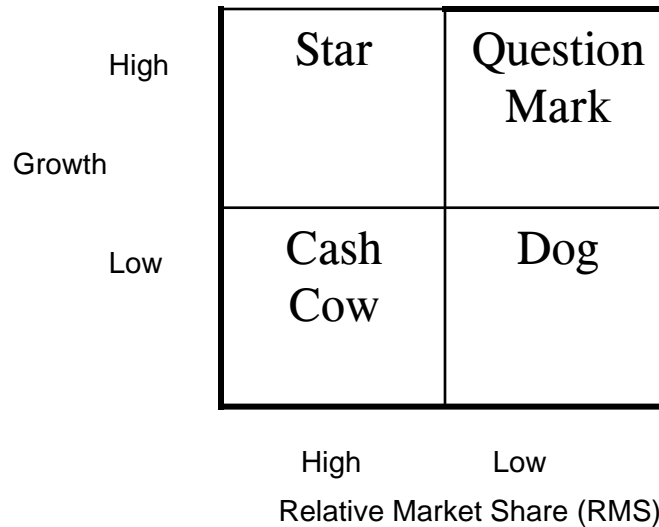 Star
Question
Mark
High
Growth
Cash
Cow
Dog
Low
High
Low
Relative Market Share (RMS)